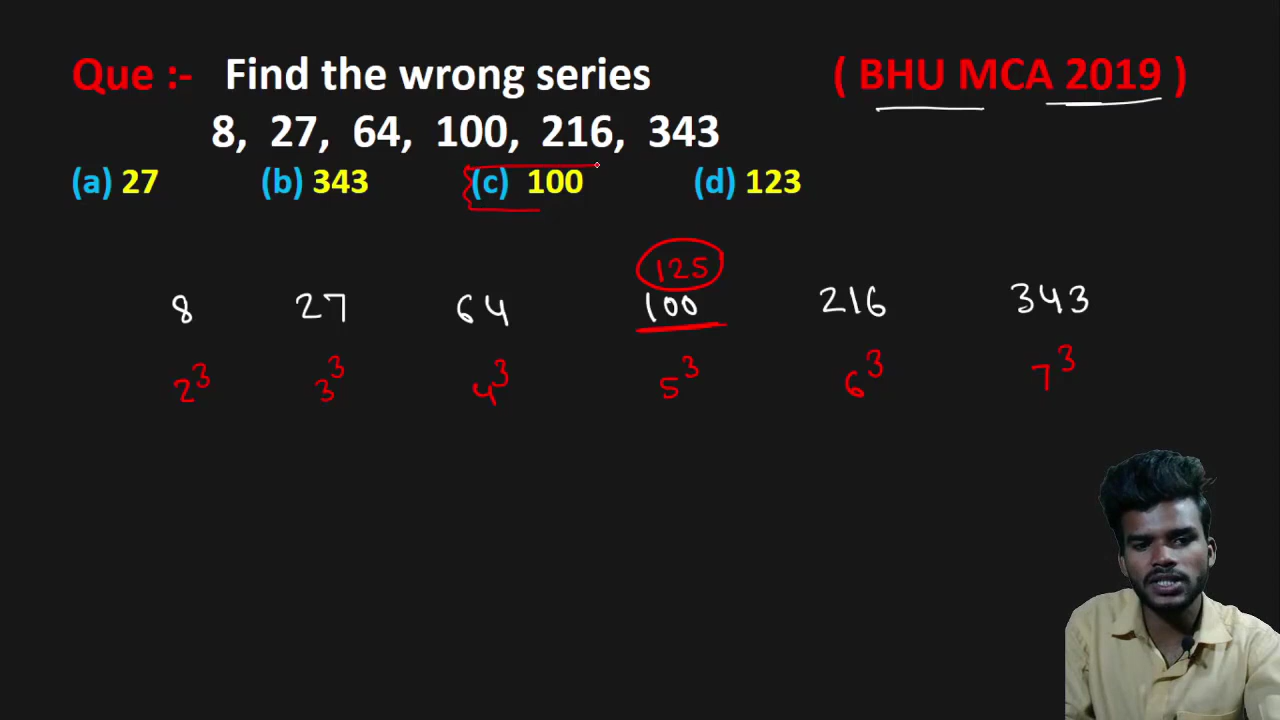 Que :- Find the wrong series ( BHU MCA 2019 )
8, 27, 64, 100, 216, 343
(a) 27 (b) 343 (c) 100 (d) 123
125
8 27 64 100 216 343
2³ 3³ 4³ 5³ 6³ 7³